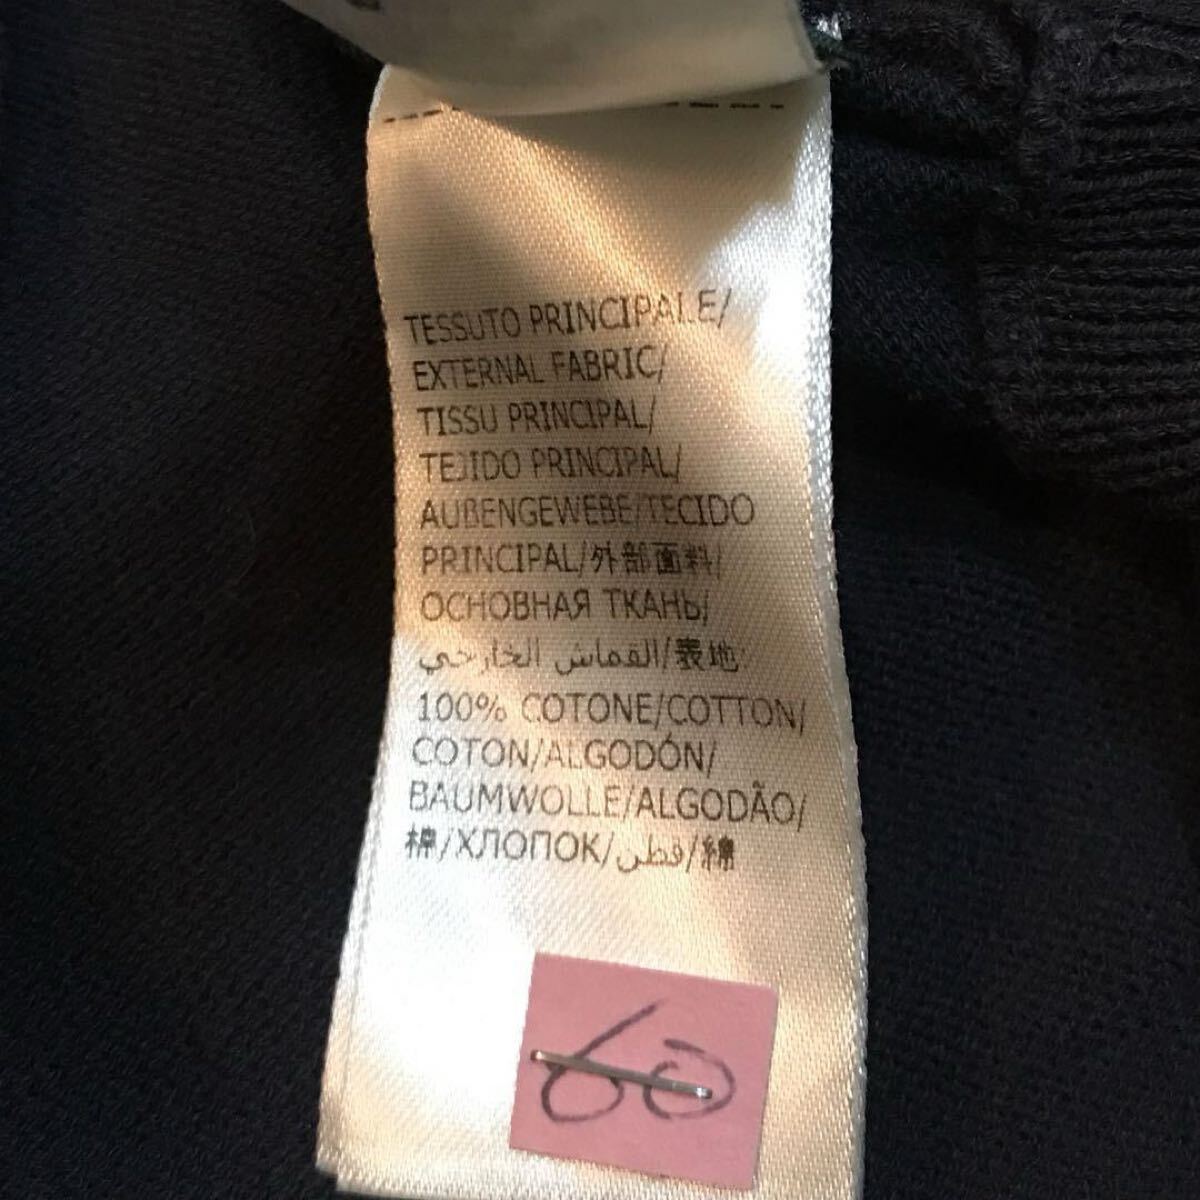 TESSUTO PRINCIPALE/
EXTERNAL FABRIC/
TISSU PRINCIPAL/
TEJIDO PRINCIPAL/
AUßENGEWEBE/TECIDO
PRINCIPAL/外部面料/
ОСНОВНАЯ ТКАНЬ/
القماش الخارجي/表地:
100% COTONE/COTTON/
COTON/ALGODÓN/
BAUMWOLLE/ALGODÃO/
棉/ХЛОПОК/قطن/綿
60